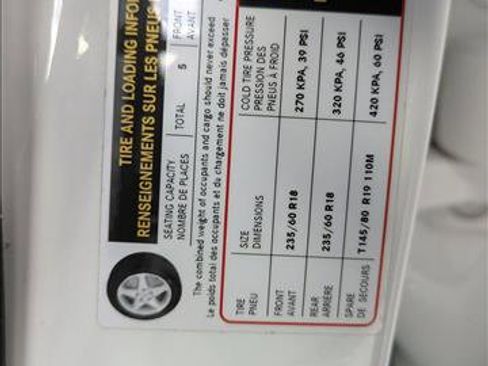 TIRE AND LOADING INFOR
RENSEIGNEMENTS SUR LES PNEUS
SEATING CAPACITY
NOMBRE DE PLACES
TOTAL 5
FRONT
AVANT
The combined weight of occupants and cargo should never exceed
Le poids total des occupants et du chargement ne doit jamais dépasser
TIRE
PNEU
SIZE
DIMENSIONS
COLD TIRE PRESSURE
PRESSION DES
PNEUS À FROID
FRONT
AVANT
235/60 R18
270 KPA, 39 PSI
REAR
ARRIERE
235/60 R18
320 KPA, 46 PSI
SPARE
DE SECOURS
T145/80 R19 110M
420 KPA, 60 PSI